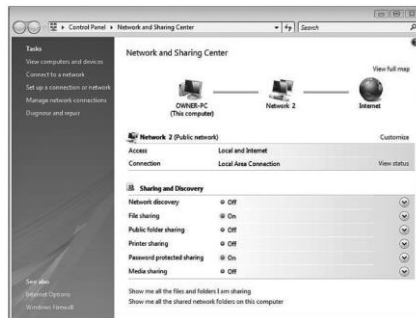 Control Panel ▸ Network and Sharing Center
Search
Tasks
View computers and devices
Connect to a network
Set up a connection or network
Manage network connections
Diagnose and repair
See also
Internet Options
Windows Firewall
Network and Sharing Center
View full map
OWNER-PC
(This computer)
Network 2
Internet
Network 2 (Public network)
Customize
Access Local and Internet
Connection Local Area Connection View status
Sharing and Discovery
Network discovery Off
File sharing On
Public folder sharing Off
Printer sharing Off
Password protected sharing On
Media sharing Off
Show me all the files and folders I am sharing
Show me all the shared network folders on this computer